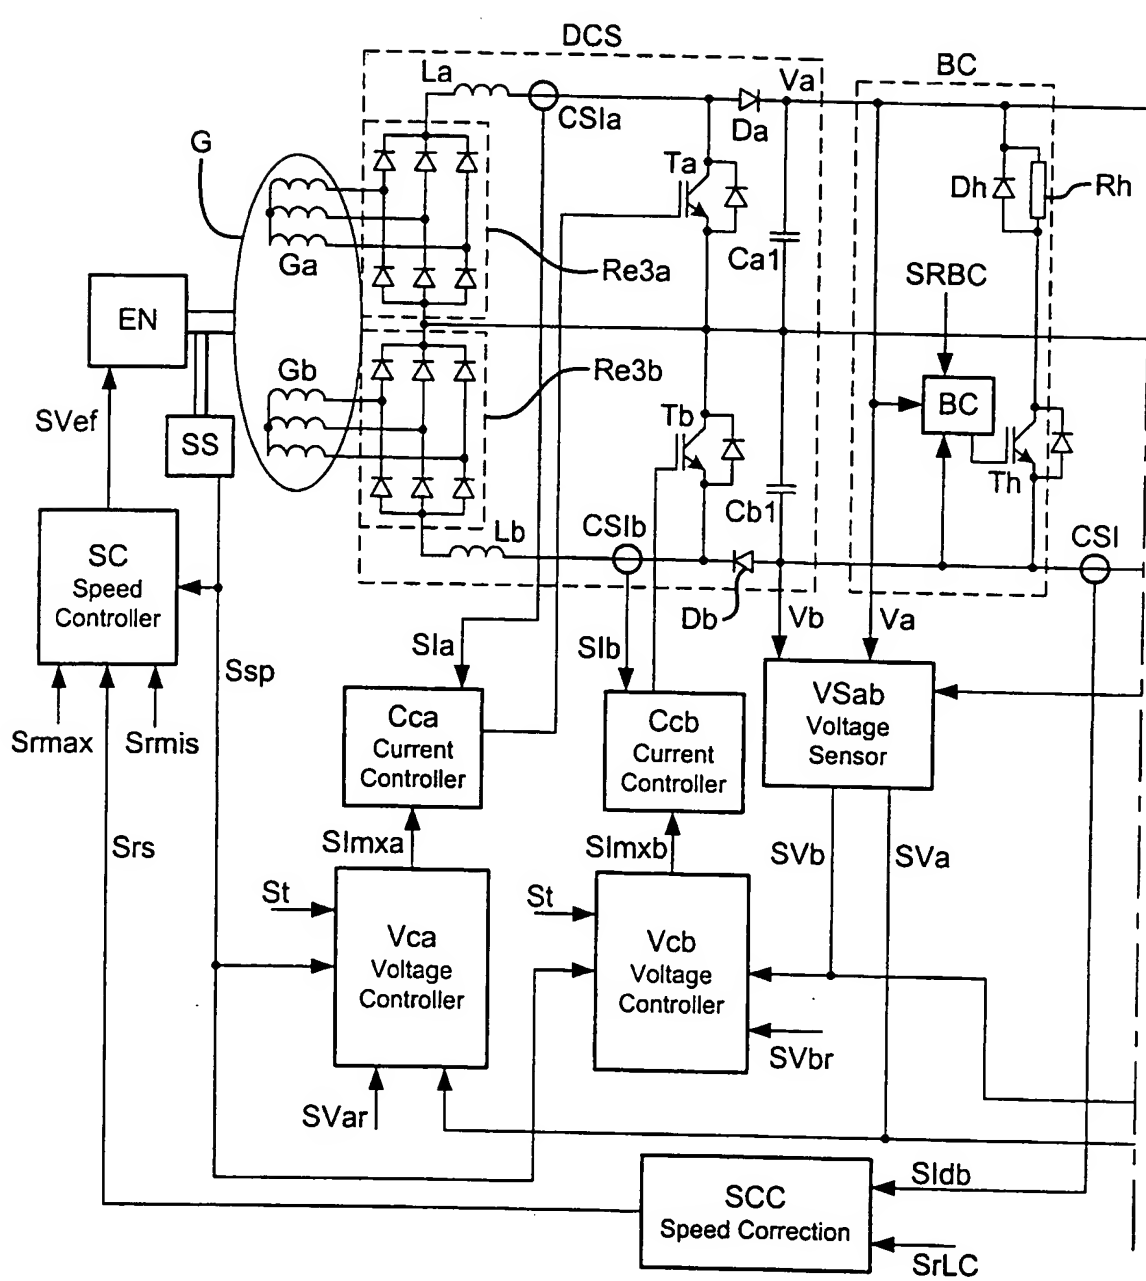 DCS
BC
La
CSIa
Va
Da
G
Ta
Dh
Rh
Ga
Re3a
Ca1
SRBC
EN
Gb
Re3b
SVef
SS
Tb
BC
Th
Cb1
Lb
CSIb
CSI
SC
Speed
Controller
Db
Vb
Va
SIa
SIb
Ssp
VSab
Voltage
Sensor
Cca
Current
Controller
Ccb
Current
Controller
Srmax
Srmis
Srs
SImxa
SImxb
SVb
SVa
St
St
Vca
Voltage
Controller
Vcb
Voltage
Controller
SVbr
SVar
SCC
Speed Correction
SIdb
SrLC